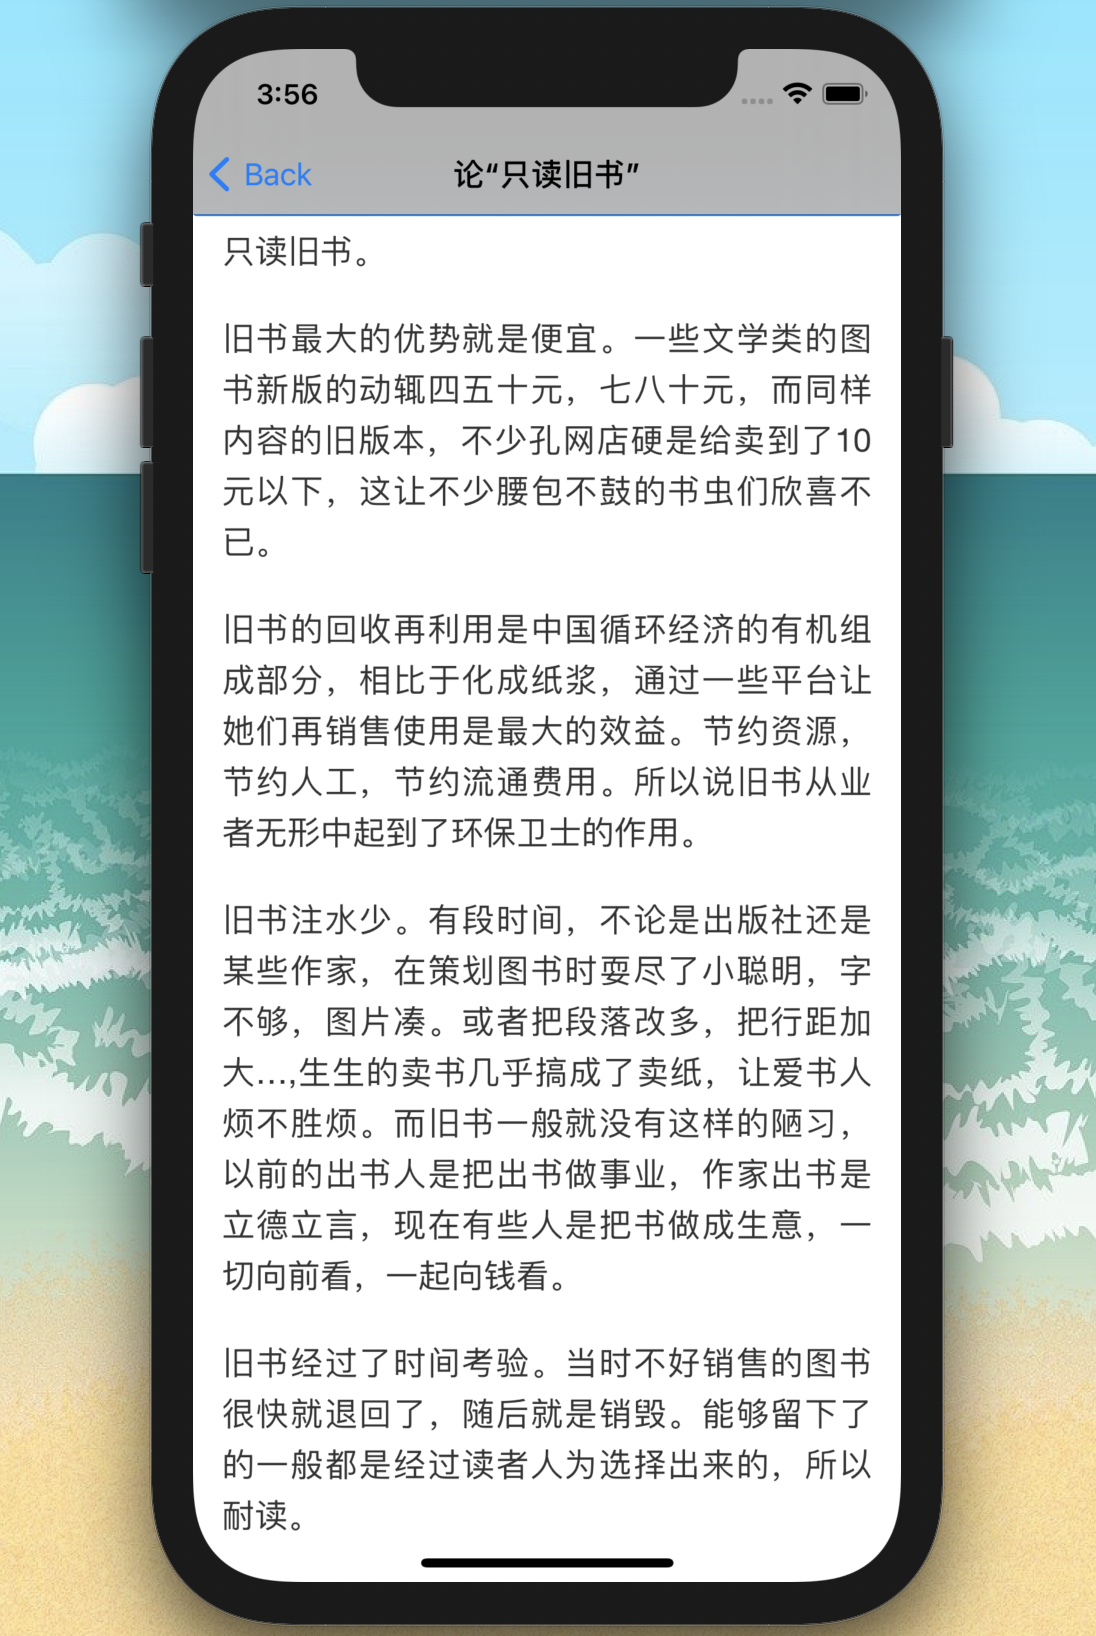 3:56
Back
论“只读旧书”
只读旧书。
旧书最大的优势就是便宜。一些文学类的图
书新版的动辄四五十元，七八十元，而同样
内容的旧版本，不少孔网店硬是给卖到了10
元以下，这让不少腰包不鼓的书虫们欣喜不
已。
旧书的回收再利用是中国循环经济的有机组
成部分，相比于化成纸浆，通过一些平台让
她们再销售使用是最大的效益。节约资源，
节约人工，节约流通费用。所以说旧书从业
者无形中起到了环保卫士的作用。
旧书注水少。有段时间，不论是出版社还是
某些作家，在策划图书时耍尽了小聪明，字
不够，图片凑。或者把段落改多，把行距加
大...,生生的卖书几乎搞成了卖纸，让爱书人
烦不胜烦。而旧书一般就没有这样的陋习，
以前的出书人是把出书做事业，作家出书是
立德立言，现在有些人是把书做成生意，一
切向前看，一起向钱看。
旧书经过了时间考验。当时不好销售的图书
很快就退回了，随后就是销毁。能够留下了
的一般都是经过读者人为选择出来的，所以
耐读。